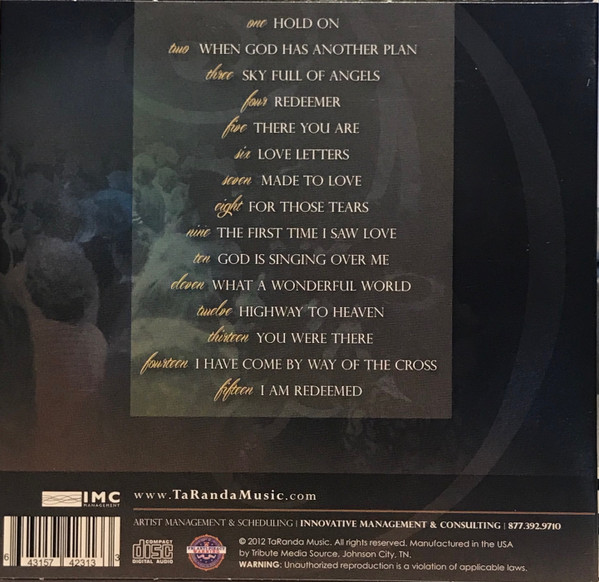 one HOLD ON
two WHEN GOD HAS ANOTHER PLAN
three SKY FULL OF ANGELS
four REDEEMER
five THERE YOU ARE
six LOVE LETTERS
seven MADE TO LOVE
eight FOR THOSE TEARS
nine THE FIRST TIME I SAW LOVE
ten GOD IS SINGING OVER ME
eleven WHAT A WONDERFUL WORLD
twelve HIGHWAY TO HEAVEN
thirteen YOU WERE THERE
fourteen I HAVE COME BY WAY OF THE CROSS
fifteen I AM REDEEMED
IMC
MANAGEMENT
www.TaRandaMusic.com
ARTIST MANAGEMENT & SCHEDULING | INNOVATIVE MANAGEMENT & CONSULTING | 877.392.9710
6 43157 42313 3
COMPACT
disc
DIGITAL AUDIO
© 2012 TaRanda Music. All rights reserved. Manufactured in the USA
by Tribute Media Source, Johnson City, TN.
WARNING: Unauthorized reproduction is a violation of applicable laws.